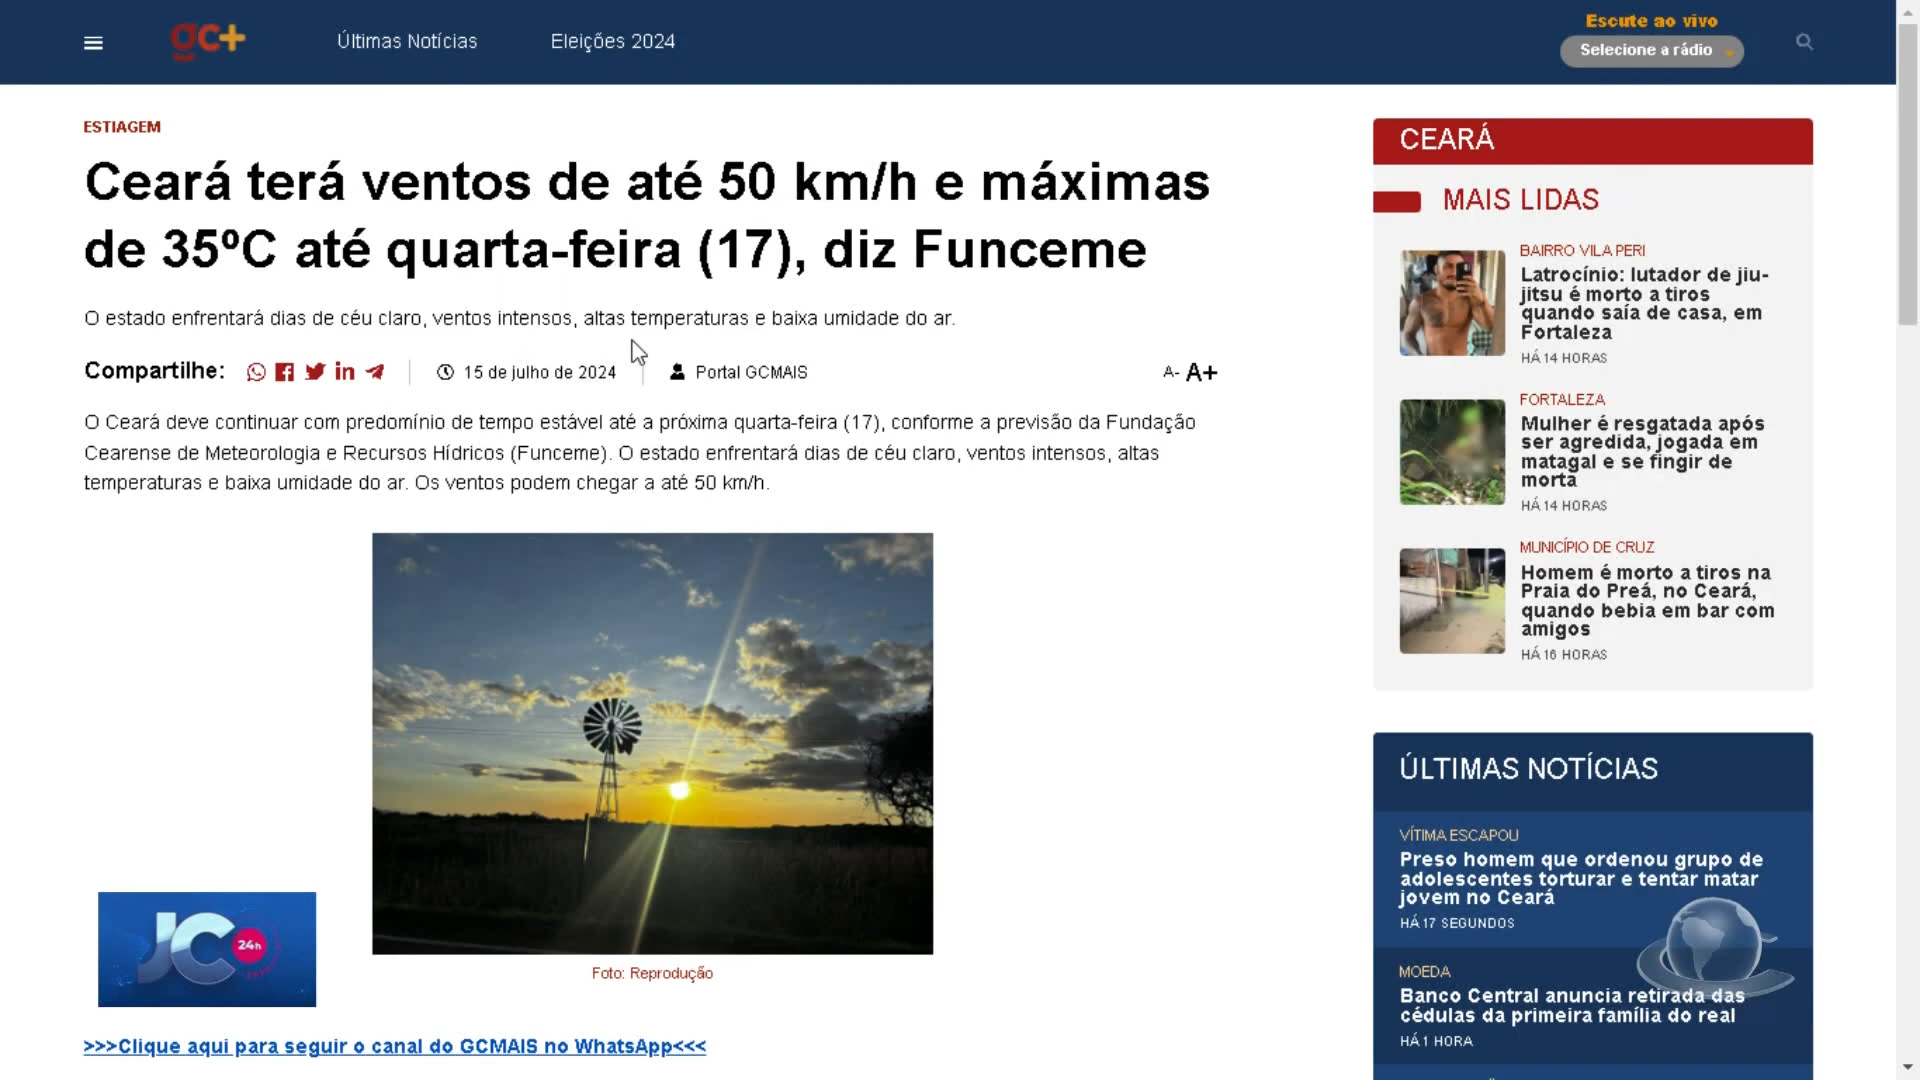 gc+
Últimas Notícias
Eleições 2024
Escute ao vivo
Selecione a rádio
ESTIAGEM
Ceará terá ventos de até 50 km/h e máximas
de 35ºC até quarta-feira (17), diz Funceme
O estado enfrentará dias de céu claro, ventos intensos, altas temperaturas e baixa umidade do ar.
Compartilhe:
15 de julho de 2024
Portal GCMAIS
A- A+
O Ceará deve continuar com predomínio de tempo estável até a próxima quarta-feira (17), conforme a previsão da Fundação
Cearense de Meteorologia e Recursos Hídricos (Funceme). O estado enfrentará dias de céu claro, ventos intensos, altas
temperaturas e baixa umidade do ar. Os ventos podem chegar a até 50 km/h.
JC
24h
Foto: Reprodução
>>>Clique aqui para seguir o canal do GCMAIS no WhatsApp<<<
CEARÁ
MAIS LIDAS
BAIRRO VILA PERI
Latrocínio: lutador de jiu-
jitsu é morto a tiros
quando saía de casa, em
Fortaleza
HÁ 14 HORAS
FORTALEZA
Mulher é resgatada após
ser agredida, jogada em
matagal e se fingir de
morta
HÁ 14 HORAS
MUNICÍPIO DE CRUZ
Homem é morto a tiros na
Praia do Preá, no Ceará,
quando bebia em bar com
amigos
HÁ 16 HORAS
ÚLTIMAS NOTÍCIAS
VÍTIMA ESCAPOU
Preso homem que ordenou grupo de
adolescentes torturar e tentar matar
jovem no Ceará
HÁ 17 SEGUNDOS
MOEDA
Banco Central anuncia retirada das
cédulas da primeira família do real
HÁ 1 HORA